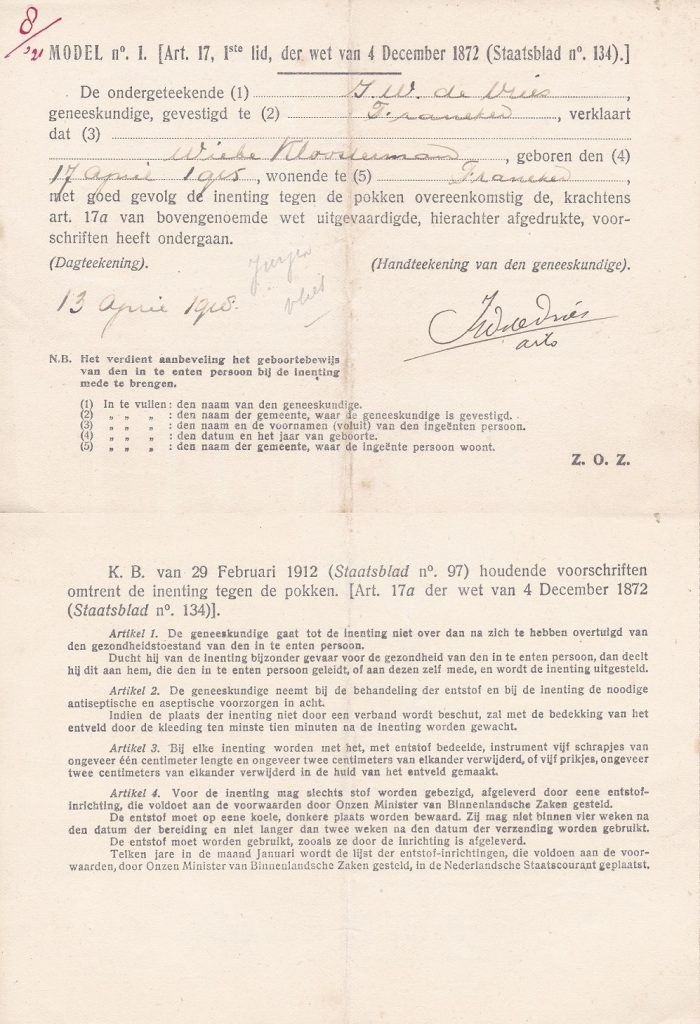 8/'21
MODEL nº. 1. [Art. 17, 1ste lid, der wet van 4 December 1872 (Staatsblad nº. 134).]
De ondergeteekende (1) J. W. de Vries,
geneeskundige, gevestigd te (2) Franeker, verklaart
dat (3)
Wiebe Kloosterman, geboren den (4)
17 April 1915, wonende te (5) Franeker,
met goed gevolg de inenting tegen de pokken overeenkomstig de, krachtens
art. 17a van bovengenoemde wet uitgevaardigde, hierachter afgedrukte, voor-
schriften heeft ondergaan.
(Dagteekening). (Handteekening van den geneeskundige).
13 April 1918.
JWdeVries
arts
N.B. Het verdient aanbeveling het geboortebewijs
van den in te enten persoon bij de inenting
mede te brengen.
(1) In te vullen: den naam van den geneeskundige.
(2) „ „ „ : den naam der gemeente, waar de geneeskundige is gevestigd.
(3) „ „ „ : den naam en de voornamen (voluit) van den ingeënten persoon.
(4) „ „ „ : den datum en het jaar van geboorte.
(5) „ „ „ : den naam der gemeente, waar de ingeënte persoon woont.
Z. O. Z.
K. B. van 29 Februari 1912 (Staatsblad nº. 97) houdende voorschriften
omtrent de inenting tegen de pokken. [Art. 17a der wet van 4 December 1872
(Staatsblad nº. 134)].
Artikel 1. De geneeskundige gaat tot de inenting niet over dan na zich te hebben overtuigd van
den gezondheidstoestand van den in te enten persoon.
Ducht hij van de inenting bijzonder gevaar voor de gezondheid van den in te enten persoon, dan deelt
hij dit aan hem, die den in te enten persoon geleidt, of aan dezen zelf mede, en wordt de inenting uitgesteld.
Artikel 2. De geneeskundige neemt bij de behandeling der entstof en bij de inenting de noodige
antiseptische en aseptische voorzorgen in acht.
Indien de plaats der inenting niet door een verband wordt beschut, zal met de bedekking van het
entveld door de kleeding ten minste tien minuten na de inenting worden gewacht.
Artikel 3. Bij elke inenting worden met het, met entstof bedeelde, instrument vijf schrapjes van
ongeveer één centimeter lengte en ongeveer twee centimeters van elkander verwijderd, of vijf prikjes, ongeveer
twee centimeters van elkander verwijderd in de huid van het entveld gemaakt.
Artikel 4. Voor de inenting mag slechts stof worden gebezigd, afgeleverd door eene entstof-
inrichting, die voldoet aan de voorwaarden door Onzen Minister van Binnenlandsche Zaken gesteld.
De entstof moet op eene koele, donkere plaats worden bewaard. Zij mag niet binnen vier weken na
den datum der bereiding en niet langer dan twee weken na den datum der verzending worden gebruikt.
De entstof moet worden gebruikt, zooals ze door de inrichting is afgeleverd.
Telken jare in de maand Januari wordt de lijst der entstof-inrichtingen, die voldoen aan de voor-
waarden, door Onzen Minister van Binnenlandsche Zaken gesteld, in de Nederlandsche Staatscourant geplaatst.